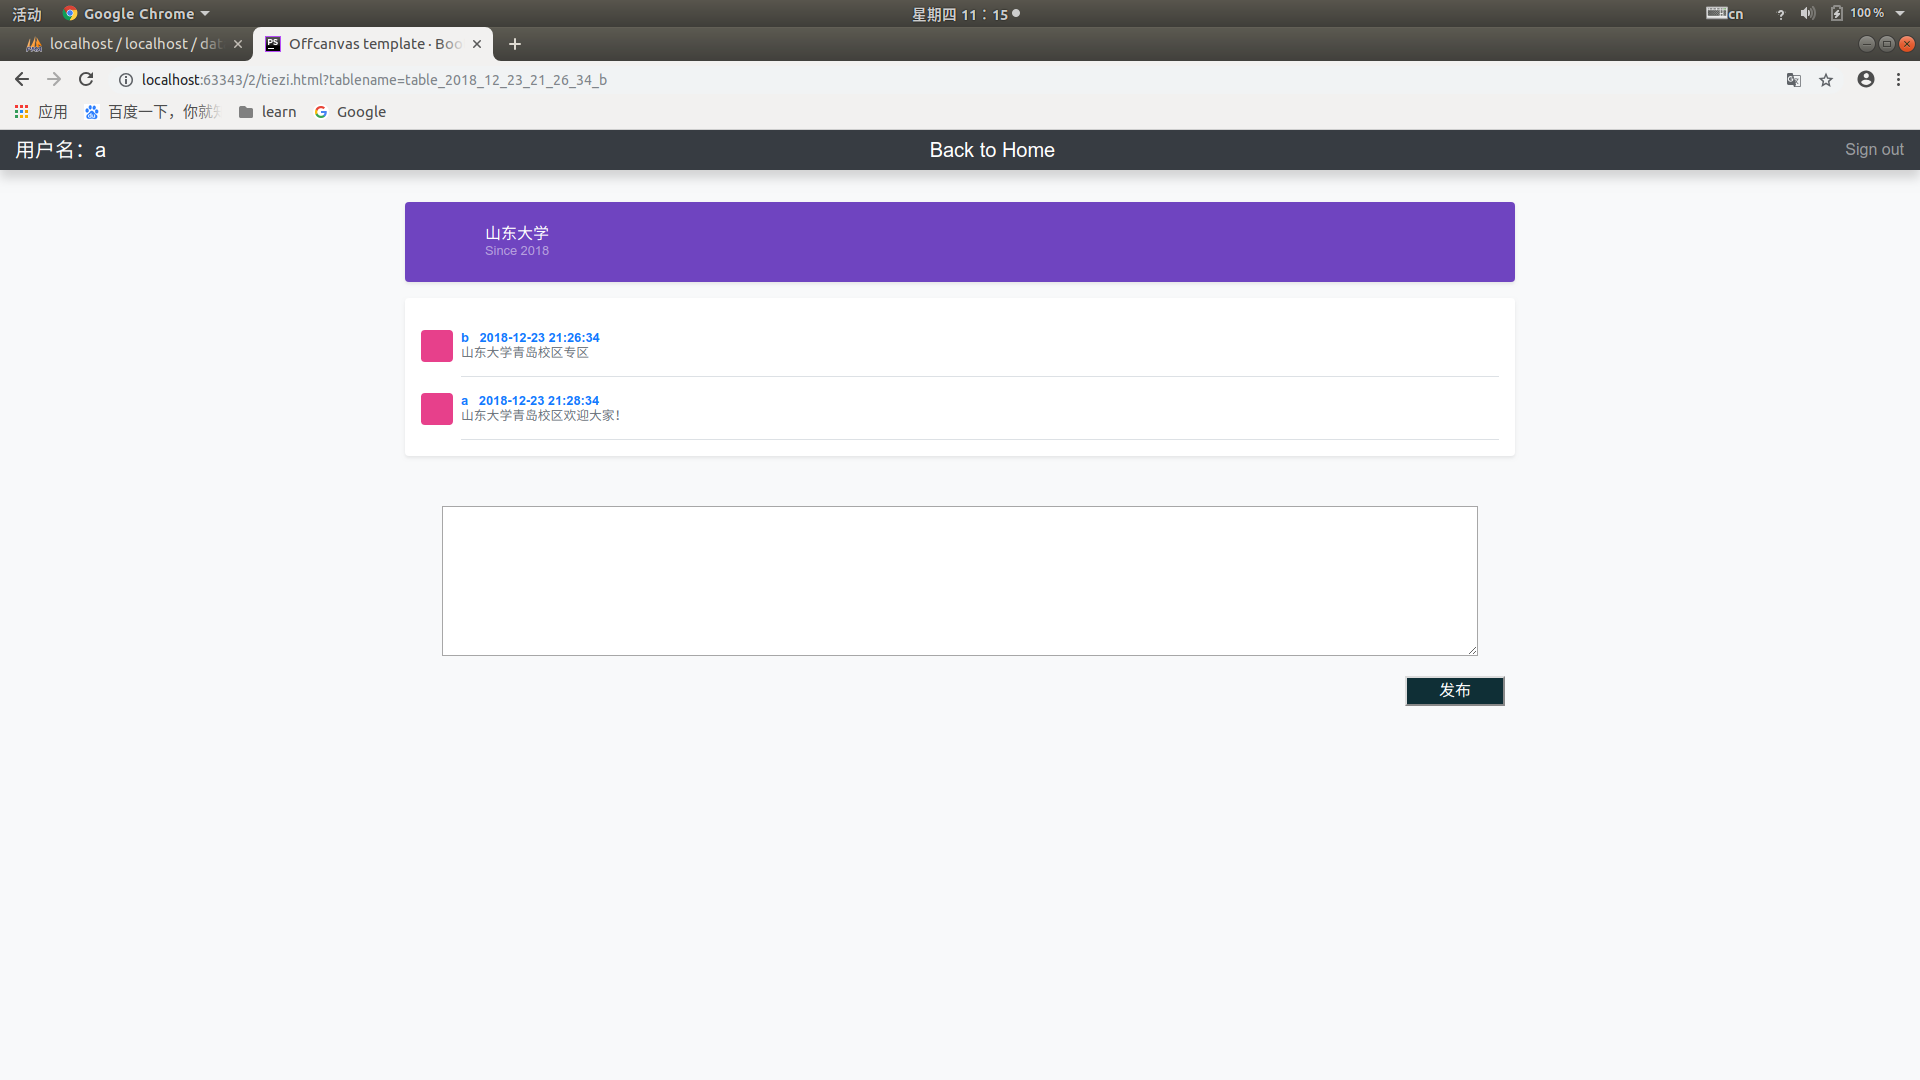 活动 Google Chrome 星期四 11：15 cn ? 100%
localhost / localhost / dat Offcanvas template · Boo
localhost:63343/2/tiezi.html?tablename=table_2018_12_23_21_26_34_b
应用 百度一下，你就知 learn Google
用户名：a Back to Home Sign out
山东大学
Since 2018
b 2018-12-23 21:26:34
山东大学青岛校区专区
a 2018-12-23 21:28:34
山东大学青岛校区欢迎大家！
发布